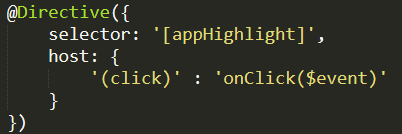 @Directive({
    selector: '[appHighlight]',
    host: {
        '(click)' : 'onClick($event)'
    }
})